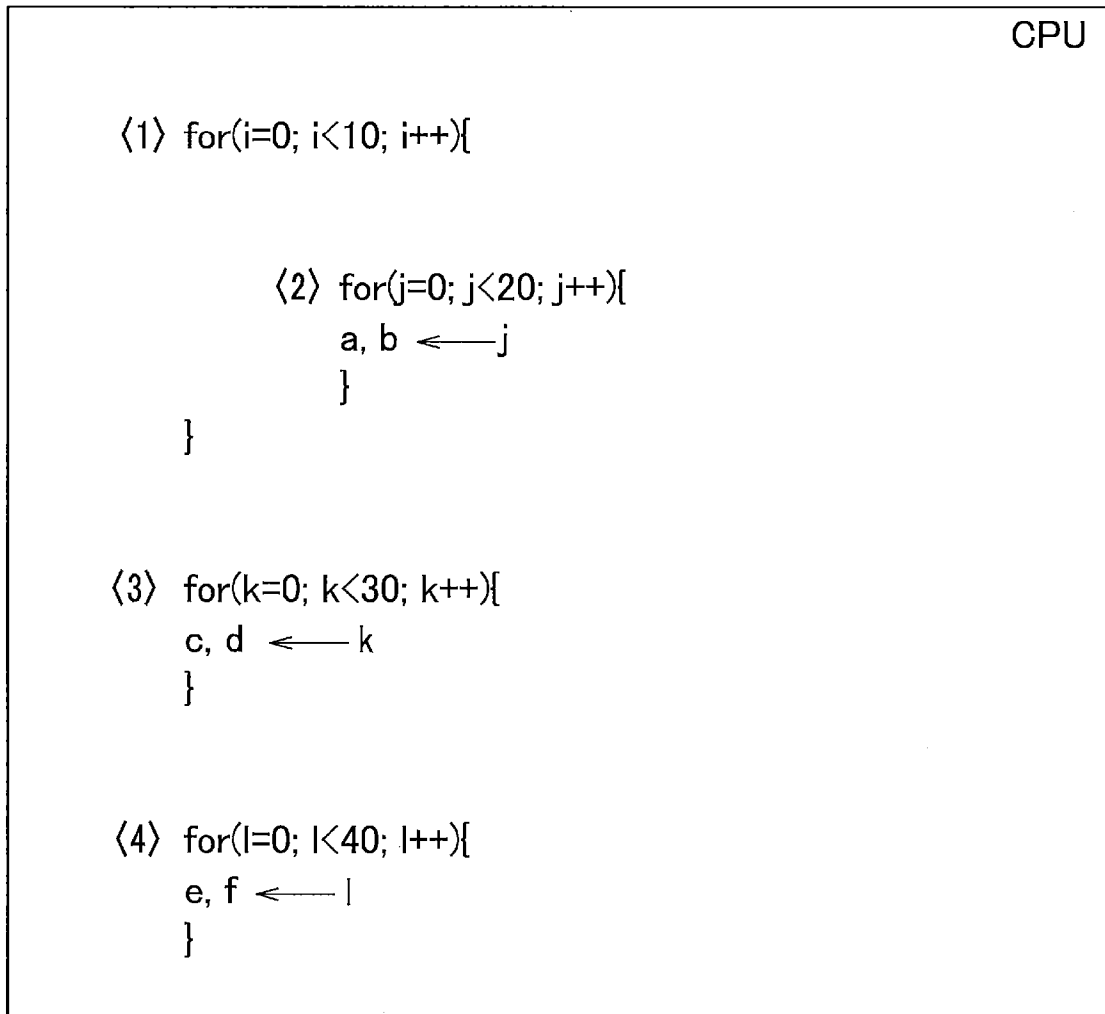 CPU
〈1〉 for(i=0; i<10; i++){
〈2〉 for(j=0; j<20; j++){
a, b ← j
}
}
〈3〉 for(k=0; k<30; k++){
c, d ← k
}
〈4〉 for(l=0; l<40; l++){
e, f ← l
}